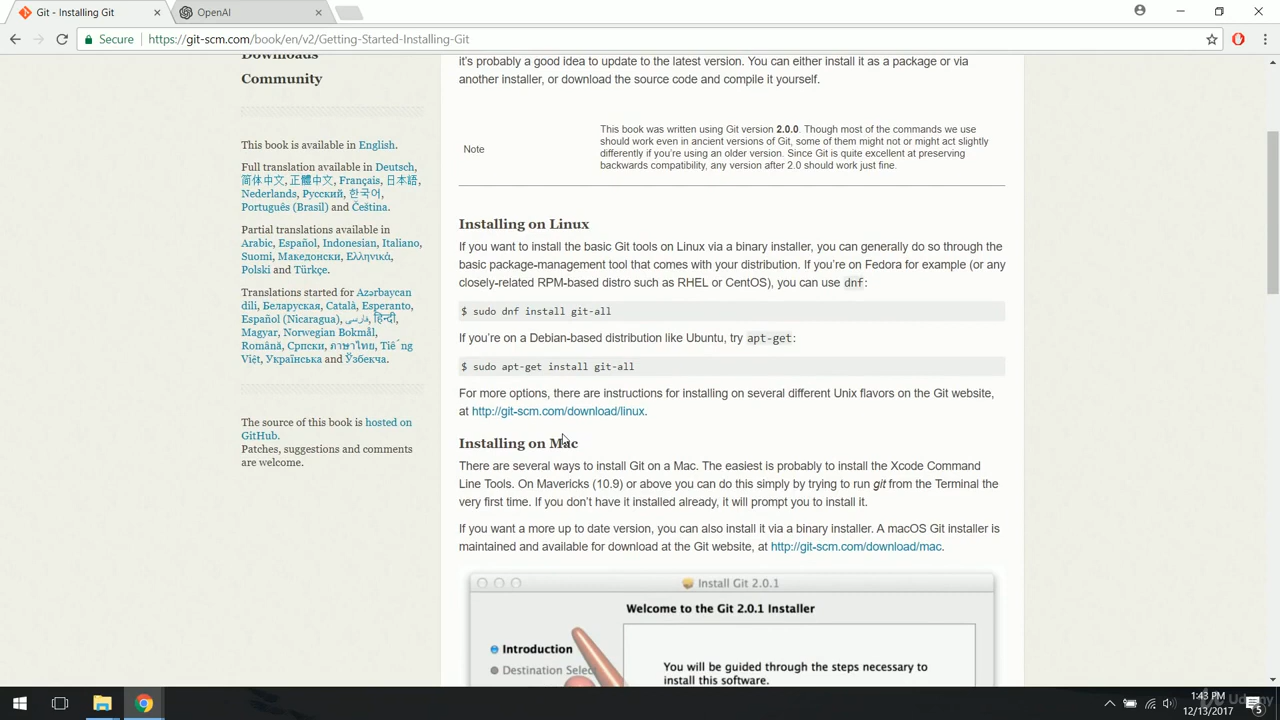 Git - Installing Git
OpenAI
Secure
https://git-scm.com/book/en/v2/Getting-Started-Installing-Git
Downloads
Community
This book is available in English.
Full translation available in Deutsch,
简体中文, 正體中文, Français, 日本語,
Nederlands, Русский, 한국어,
Português (Brasil) and Čeština.
Partial translations available in
Arabic, Español, Indonesian, Italiano,
Suomi, Македонски, Ελληνικά,
Polski and Türkçe.
Translations started for Azərbaycan
dili, Беларуская, Català, Esperanto,
Español (Nicaragua), فارسی, हिन्दी,
Magyar, Norwegian Bokmål,
Română, Српски, ภาษาไทย, Tiếng
Việt, Українська and Ўзбекча.
The source of this book is hosted on
GitHub.
Patches, suggestions and comments
are welcome.
it's probably a good idea to update to the latest version. You can either install it as a package or via
another installer, or download the source code and compile it yourself.
Note
This book was written using Git version 2.0.0. Though most of the commands we use
should work even in ancient versions of Git, some of them might not or might act slightly
differently if you're using an older version. Since Git is quite excellent at preserving
backwards compatibility, any version after 2.0 should work just fine.
Installing on Linux
If you want to install the basic Git tools on Linux via a binary installer, you can generally do so through the
basic package-management tool that comes with your distribution. If you're on Fedora for example (or any
closely-related RPM-based distro such as RHEL or CentOS), you can use dnf:
$ sudo dnf install git-all
If you're on a Debian-based distribution like Ubuntu, try apt-get:
$ sudo apt-get install git-all
For more options, there are instructions for installing on several different Unix flavors on the Git website,
at http://git-scm.com/download/linux.
Installing on Mac
There are several ways to install Git on a Mac. The easiest is probably to install the Xcode Command
Line Tools. On Mavericks (10.9) or above you can do this simply by trying to run git from the Terminal the
very first time. If you don't have it installed already, it will prompt you to install it.
If you want a more up to date version, you can also install it via a binary installer. A macOS Git installer is
maintained and available for download at the Git website, at http://git-scm.com/download/mac.
Install Git 2.0.1
Welcome to the Git 2.0.1 Installer
Introduction
Destination Select
You will be guided through the steps necessary to
install this software.
1:43 PM
12/13/2017
Udemy
5